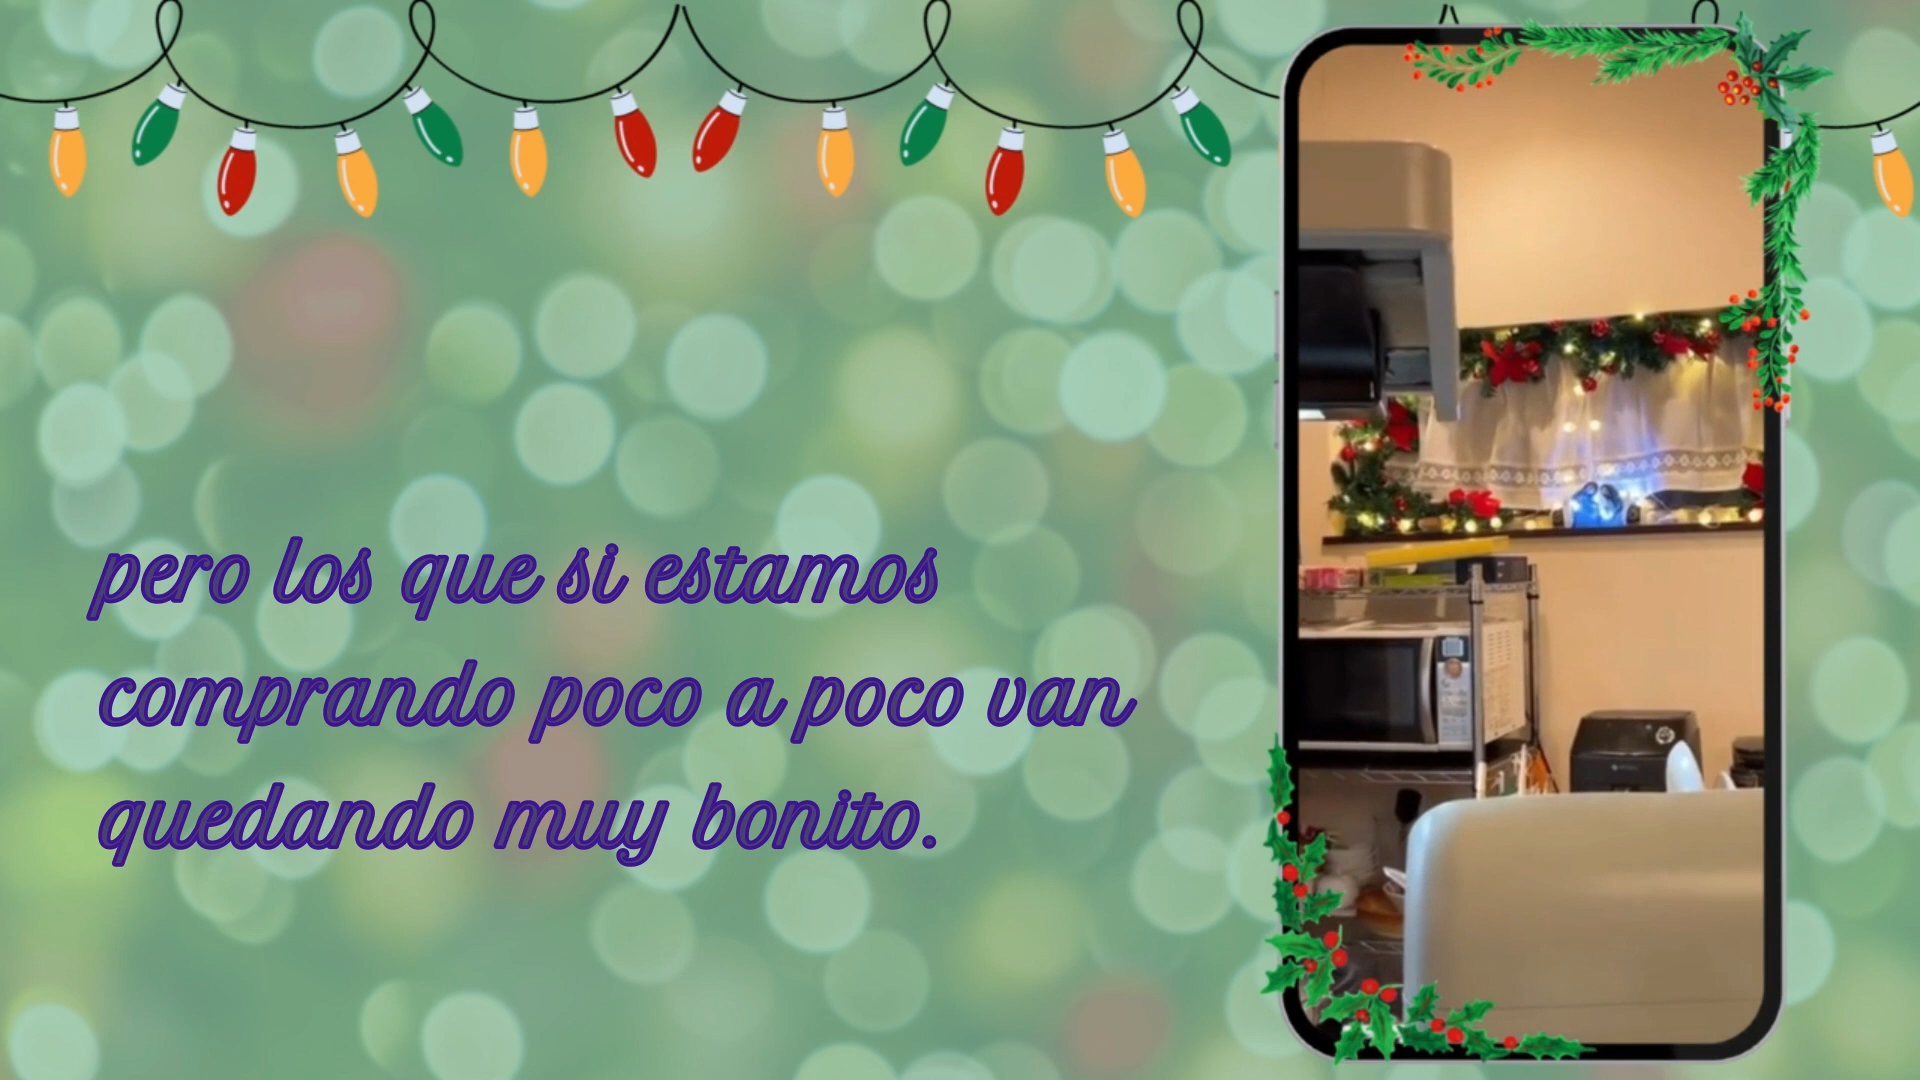 pero los que si estamos
comprando poco a poco van
quedando muy bonito.